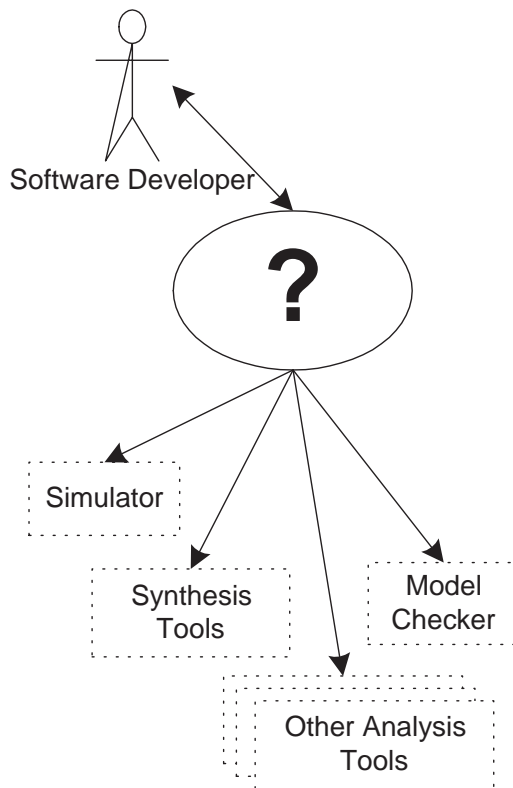 Software Developer
?
Simulator
Synthesis
Tools
Model
Checker
Other Analysis
Tools